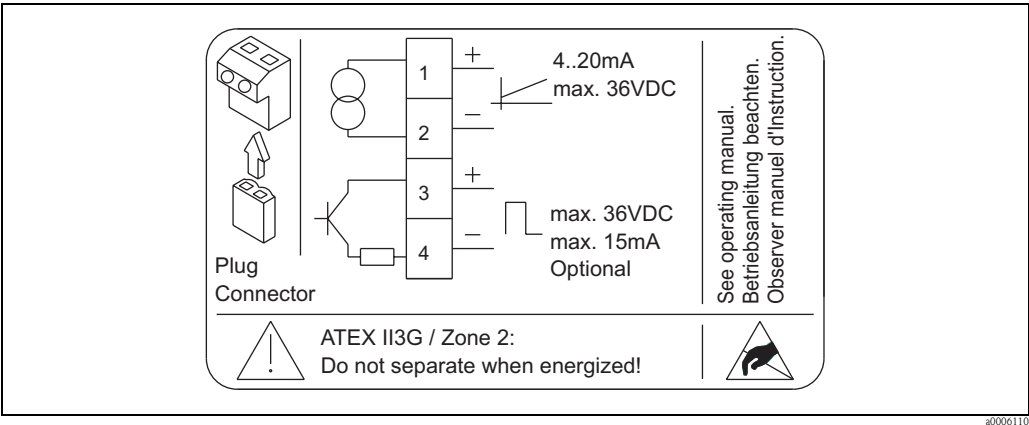 Plug
Connector
1
2
3
4
+
–
+
–
4..20mA
max. 36VDC
max. 36VDC
max. 15mA
Optional
See operating manual.
Betriebsanleitung beachten.
Observer manuel d'Instruction.
ATEX II3G / Zone 2:
Do not separate when energized!
a0006110